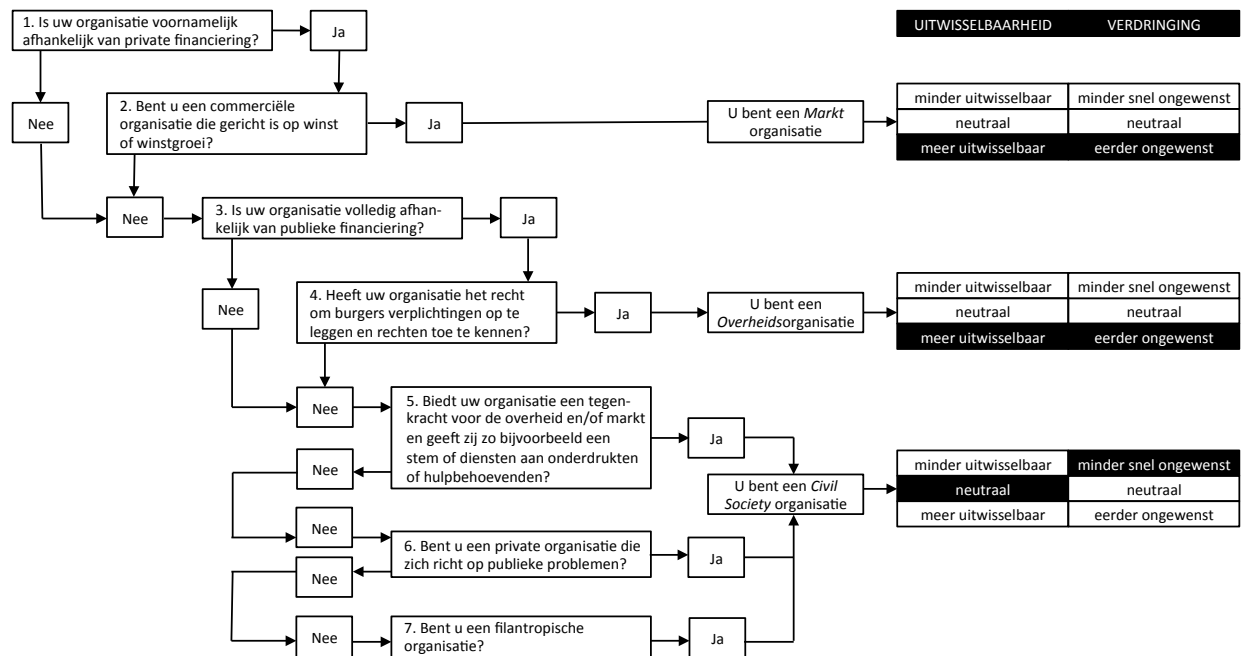 1. Is uw organisatie voornamelijk
afhankelijk van private financiering?
Ja
UITWISSELBAARHEID
VERDRINGING
Nee
2. Bent u een commerciële
organisatie die gericht is op winst
of winstgroei?
Ja
U bent een Markt
organisatie
minder uitwisselbaar
minder snel ongewenst
neutraal
neutraal
meer uitwisselbaar
eerder ongewenst
Nee
3. Is uw organisatie volledig afhan-
kelijk van publieke financiering?
Ja
Nee
4. Heeft uw organisatie het recht
om burgers verplichtingen op te
leggen en rechten toe te kennen?
Ja
U bent een
Overheidsorganisatie
minder uitwisselbaar
minder snel ongewenst
neutraal
neutraal
meer uitwisselbaar
eerder ongewenst
Nee
5. Biedt uw organisatie een tegen-
kracht voor de overheid en/of markt
en geeft zij zo bijvoorbeeld een
stem of diensten aan onderdrukten
of hulpbehoevenden?
Ja
Nee
U bent een Civil
Society organisatie
minder uitwisselbaar
minder snel ongewenst
neutraal
neutraal
meer uitwisselbaar
eerder ongewenst
Nee
6. Bent u een private organisatie die
zich richt op publieke problemen?
Ja
Nee
Nee
7. Bent u een filantropische
organisatie?
Ja